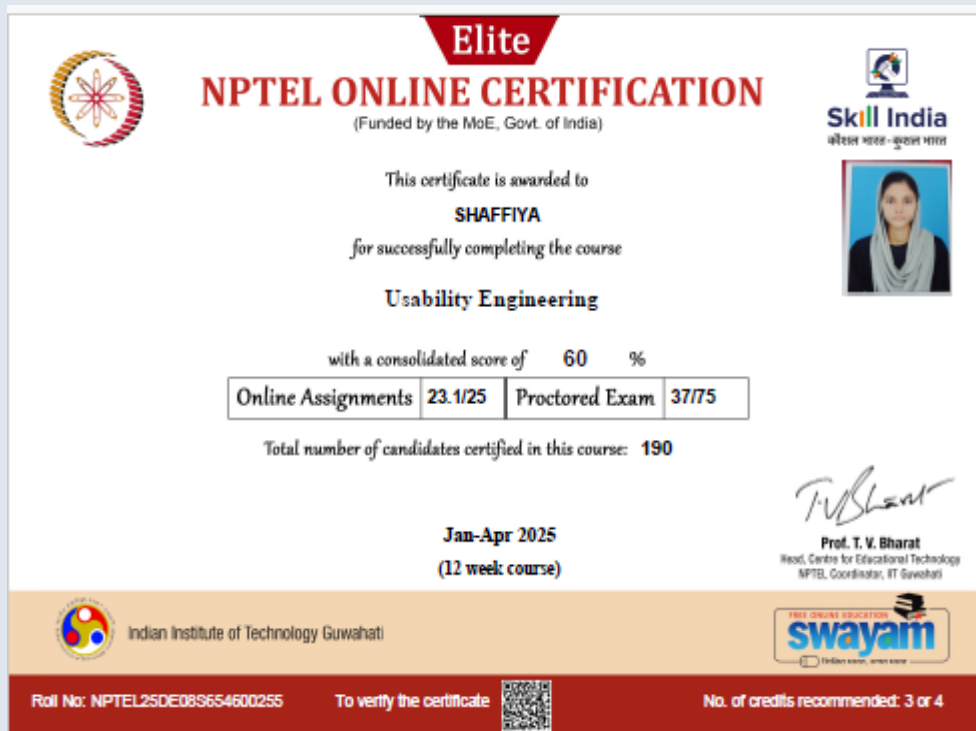 Elite
NPTEL ONLINE CERTIFICATION
(Funded by the MoE, Govt. of India)
Skill India
कौशल भारत - कुशल भारत
This certificate is awarded to
SHAFFIYA
for successfully completing the course
Usability Engineering
with a consolidated score of 60 %
Online Assignments 23.1/25 Proctored Exam 37/75
Total number of candidates certified in this course: 190
Jan-Apr 2025
(12 week course)
Prof. T. V. Bharat
Head, Centre for Educational Technology
NPTEL Coordinator, IIT Guwahati
Indian Institute of Technology Guwahati
FREE ONLINE EDUCATION
swayam
Roll No: NPTEL25DE08S654600255 To verify the certificate No. of credits recommended: 3 or 4